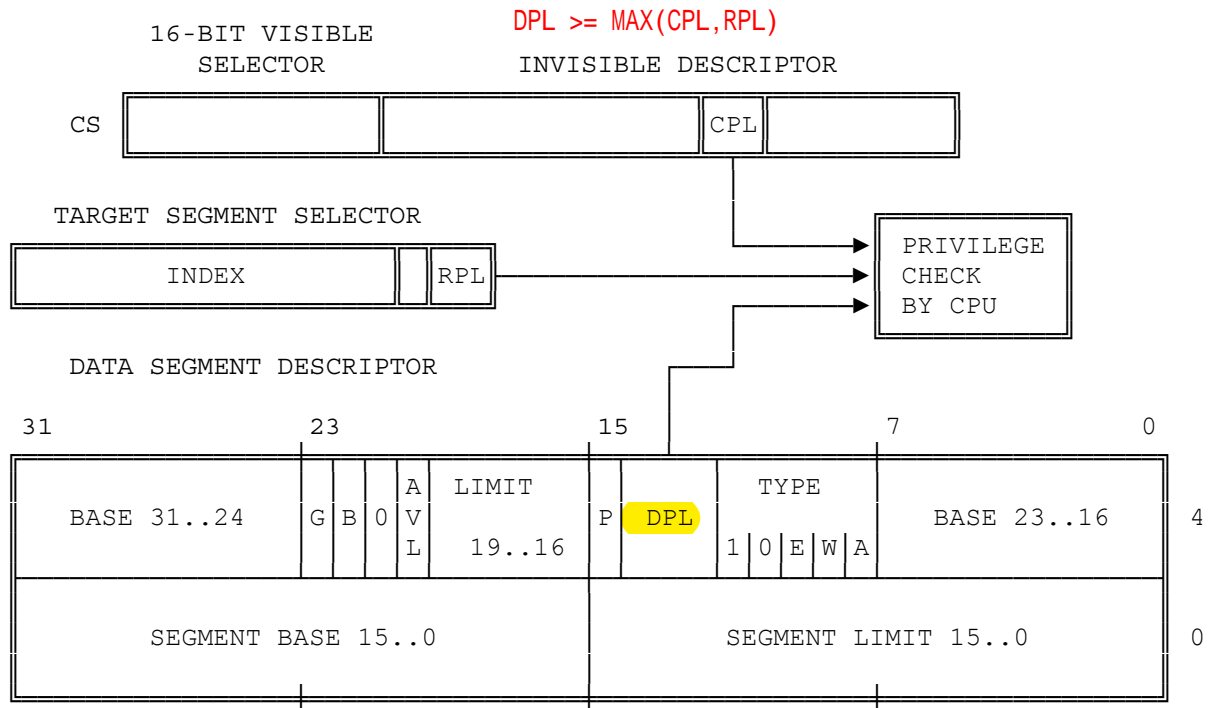 DPL >= MAX(CPL,RPL)
16-BIT VISIBLE
SELECTOR
INVISIBLE DESCRIPTOR
CS
CPL
TARGET SEGMENT SELECTOR
INDEX
RPL
PRIVILEGE
CHECK
BY CPU
DATA SEGMENT DESCRIPTOR
31 23 15 7 0
BASE 31..24
G
B
0
A
V
L
LIMIT
19..16
P
DPL
TYPE
1 0 E W A
BASE 23..16
4
SEGMENT BASE 15..0
SEGMENT LIMIT 15..0
0